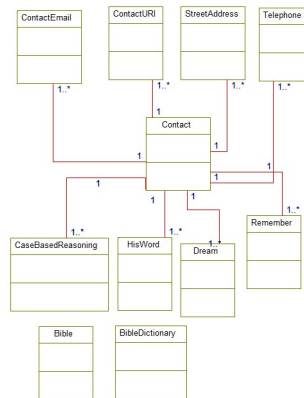 ContactEmail
ContactURI
StreetAddress
Telephone
1..*
1..*
1..*
1..*
1
Contact
1
1
1
1
1
1
1
1..*
1..*
1..*
1..*
CaseBasedReasoning
HisWord
Dream
Remember
Bible
BibleDictionary